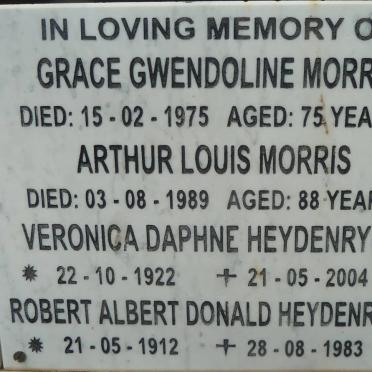 IN LOVING MEMORY O
GRACE GWENDOLINE MORR
DIED: 15 - 02 - 1975 AGED: 75 YEA
ARTHUR LOUIS MORRIS
DIED: 03 - 08 - 1989 AGED: 88 YEAR
VERONICA DAPHNE HEYDENRY
22 - 10 - 1922 21 - 05 - 2004
ROBERT ALBERT DONALD HEYDENR
21 - 05 - 1912 28 - 08 - 1983